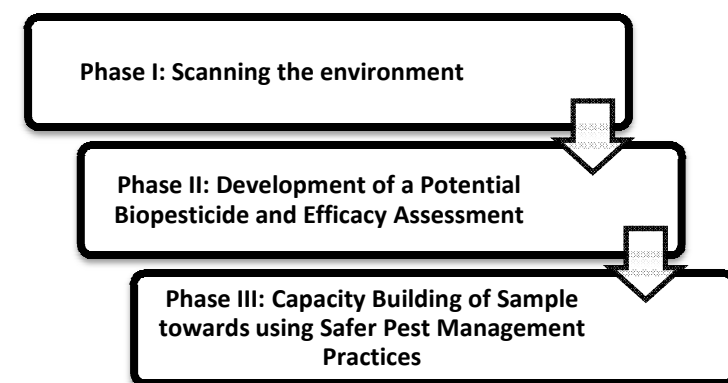 Phase I: Scanning the environment
Phase II: Development of a Potential
Biopesticide and Efficacy Assessment
Phase III: Capacity Building of Sample
towards using Safer Pest Management
Practices